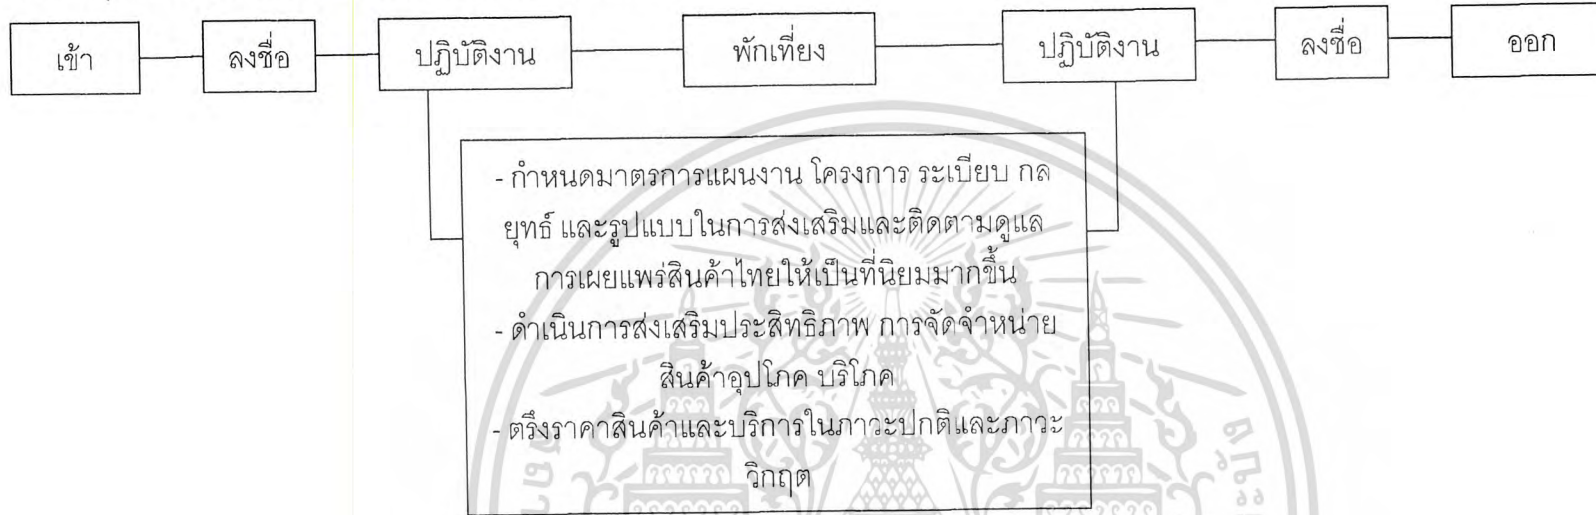 เข้า
ลงชื่อ
ปฏิบัติงาน
พักเที่ยง
ปฏิบัติงาน
ลงชื่อ
ออก
- กำหนดมาตรการแผนงาน โครงการ ระเบียบ กล
ยุทธ์ และรูปแบบในการส่งเสริมและติดตามดูแล
การเผยแพร่สินค้าไทยให้เป็นที่นิยมมากขึ้น
- ดำเนินการส่งเสริมประสิทธิภาพ การจัดจำหน่าย
สินค้าอุปโภค บริโภค
- ตรึงราคาสินค้าและบริการในภาวะปกติและภาวะ
วิกฤต